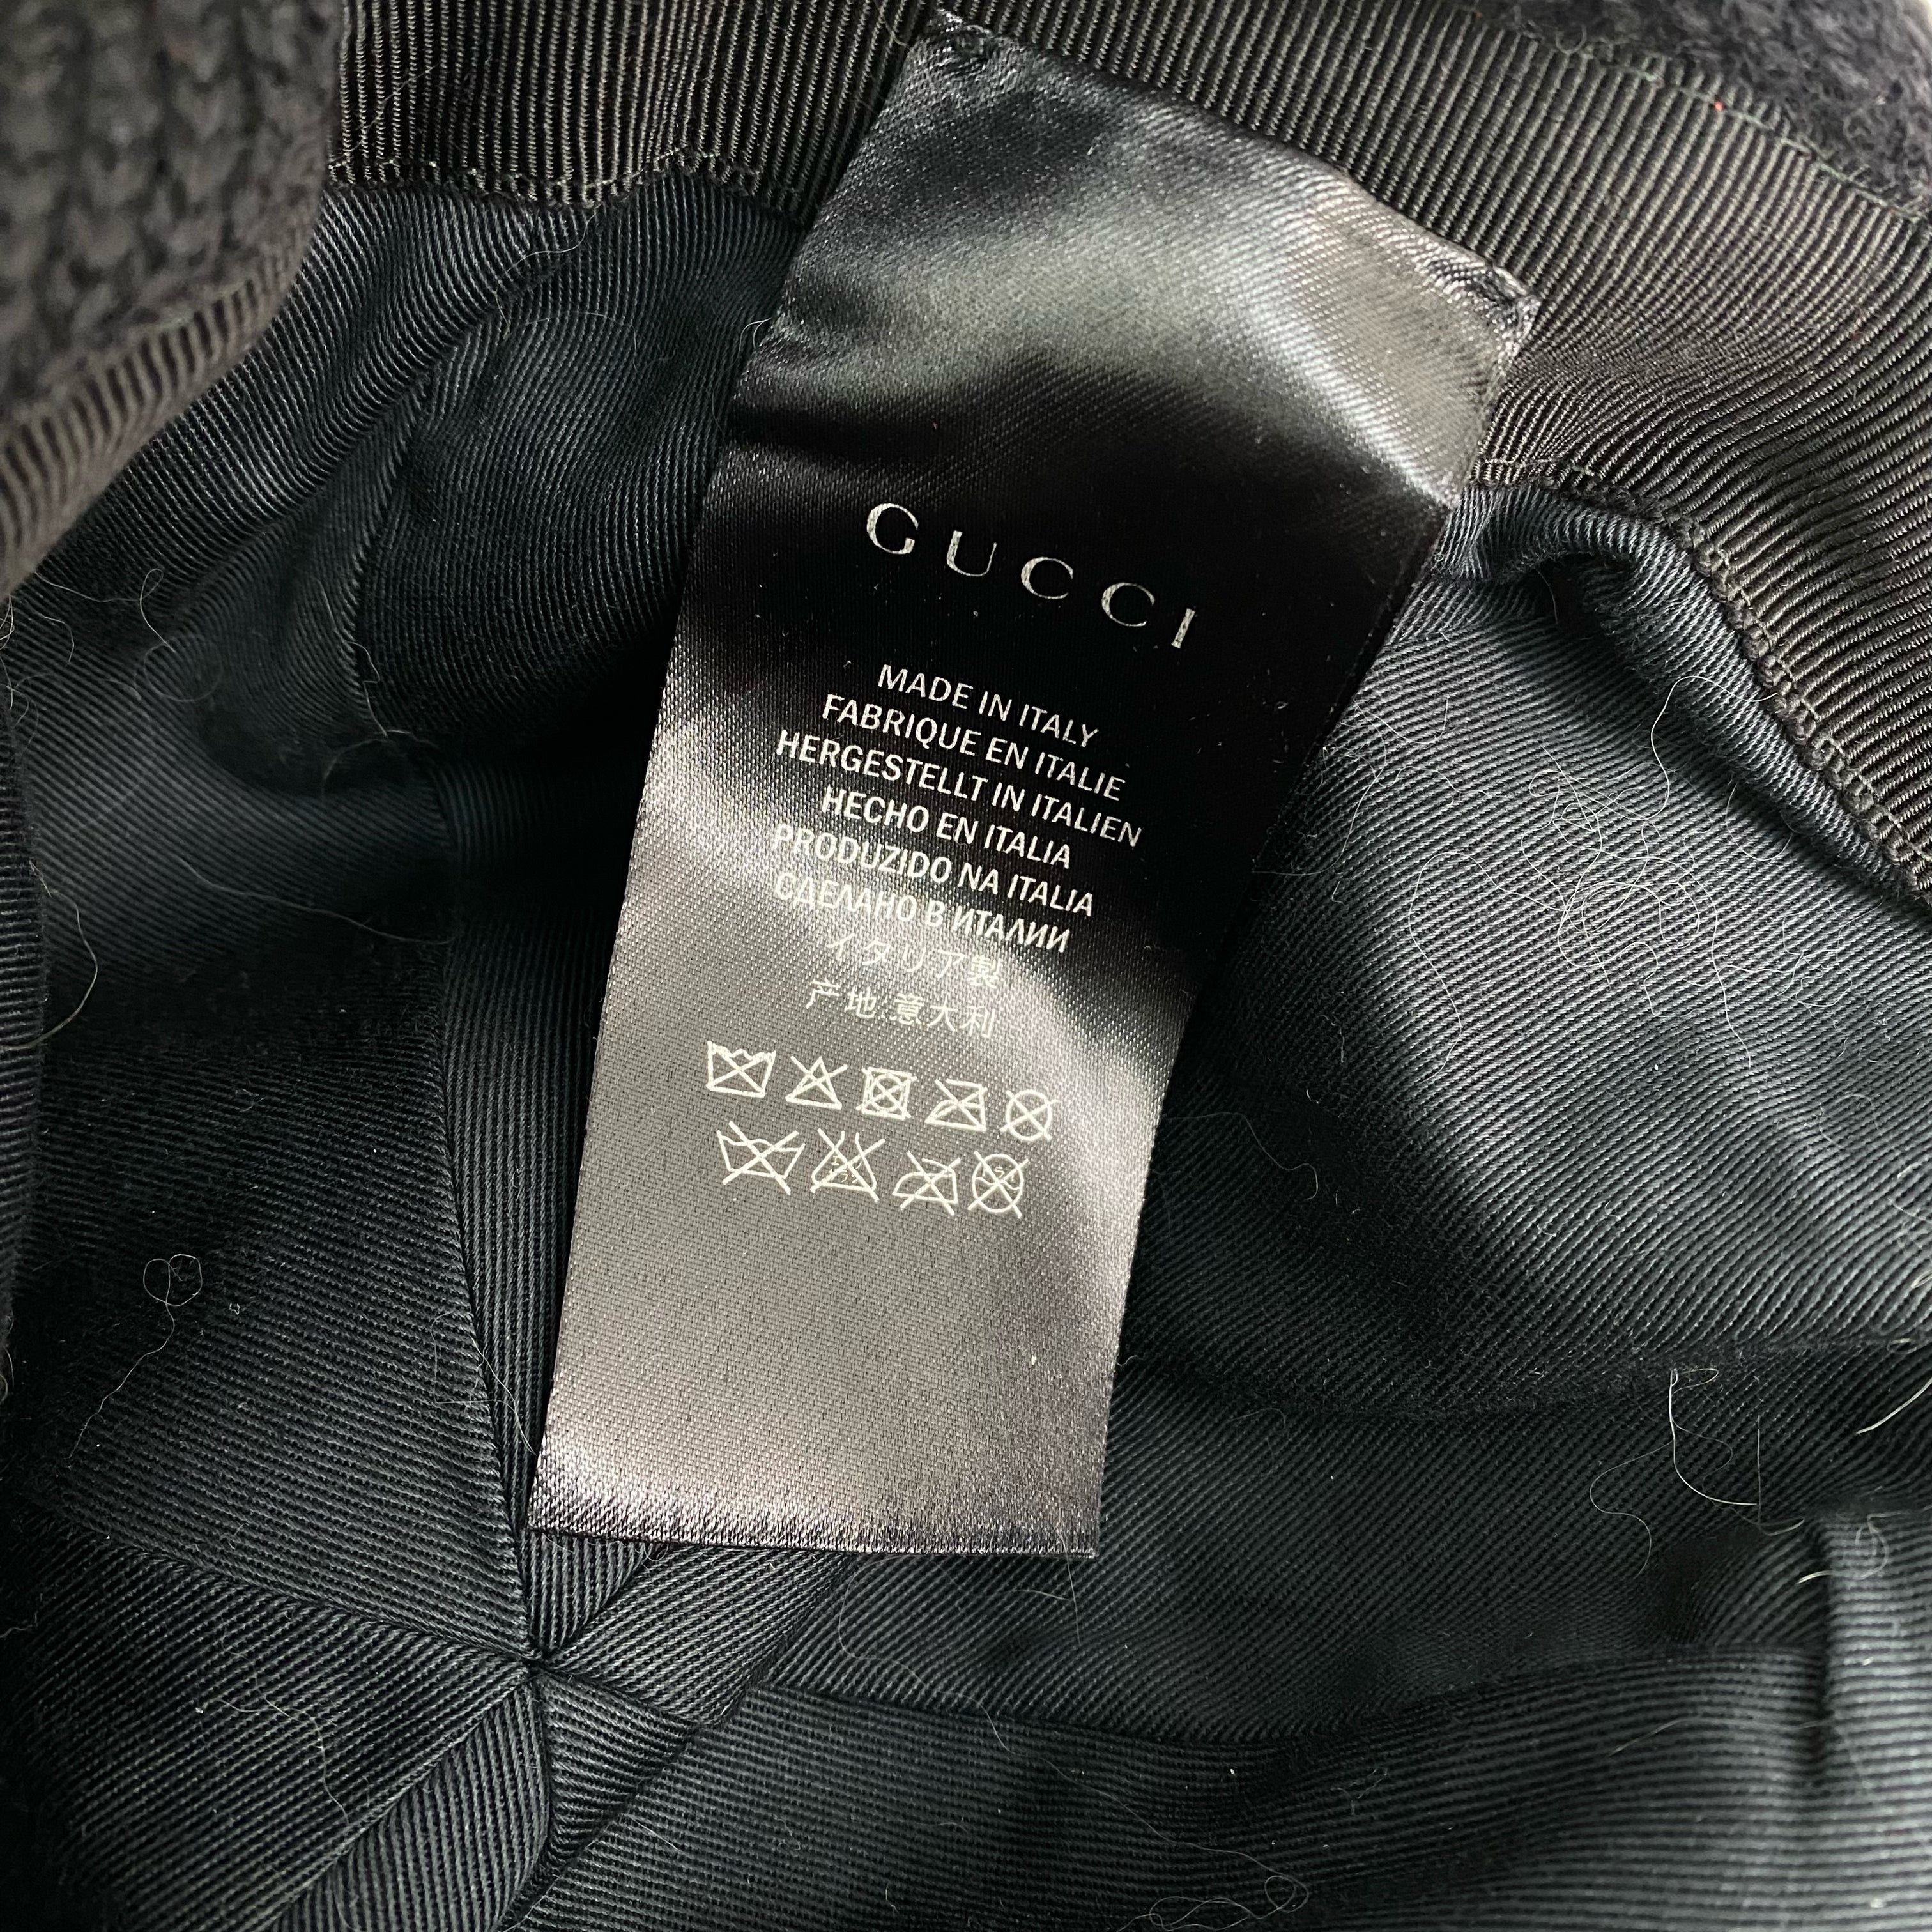 GUCCI
MADE IN ITALY
FABRIQUE EN ITALIE
HERGESTELLT IN ITALIEN
HECHO EN ITALIA
PRODUZIDO NA ITALIA
СДЕЛАНО В ИТАЛИИ
イタリア製
产地:意大利